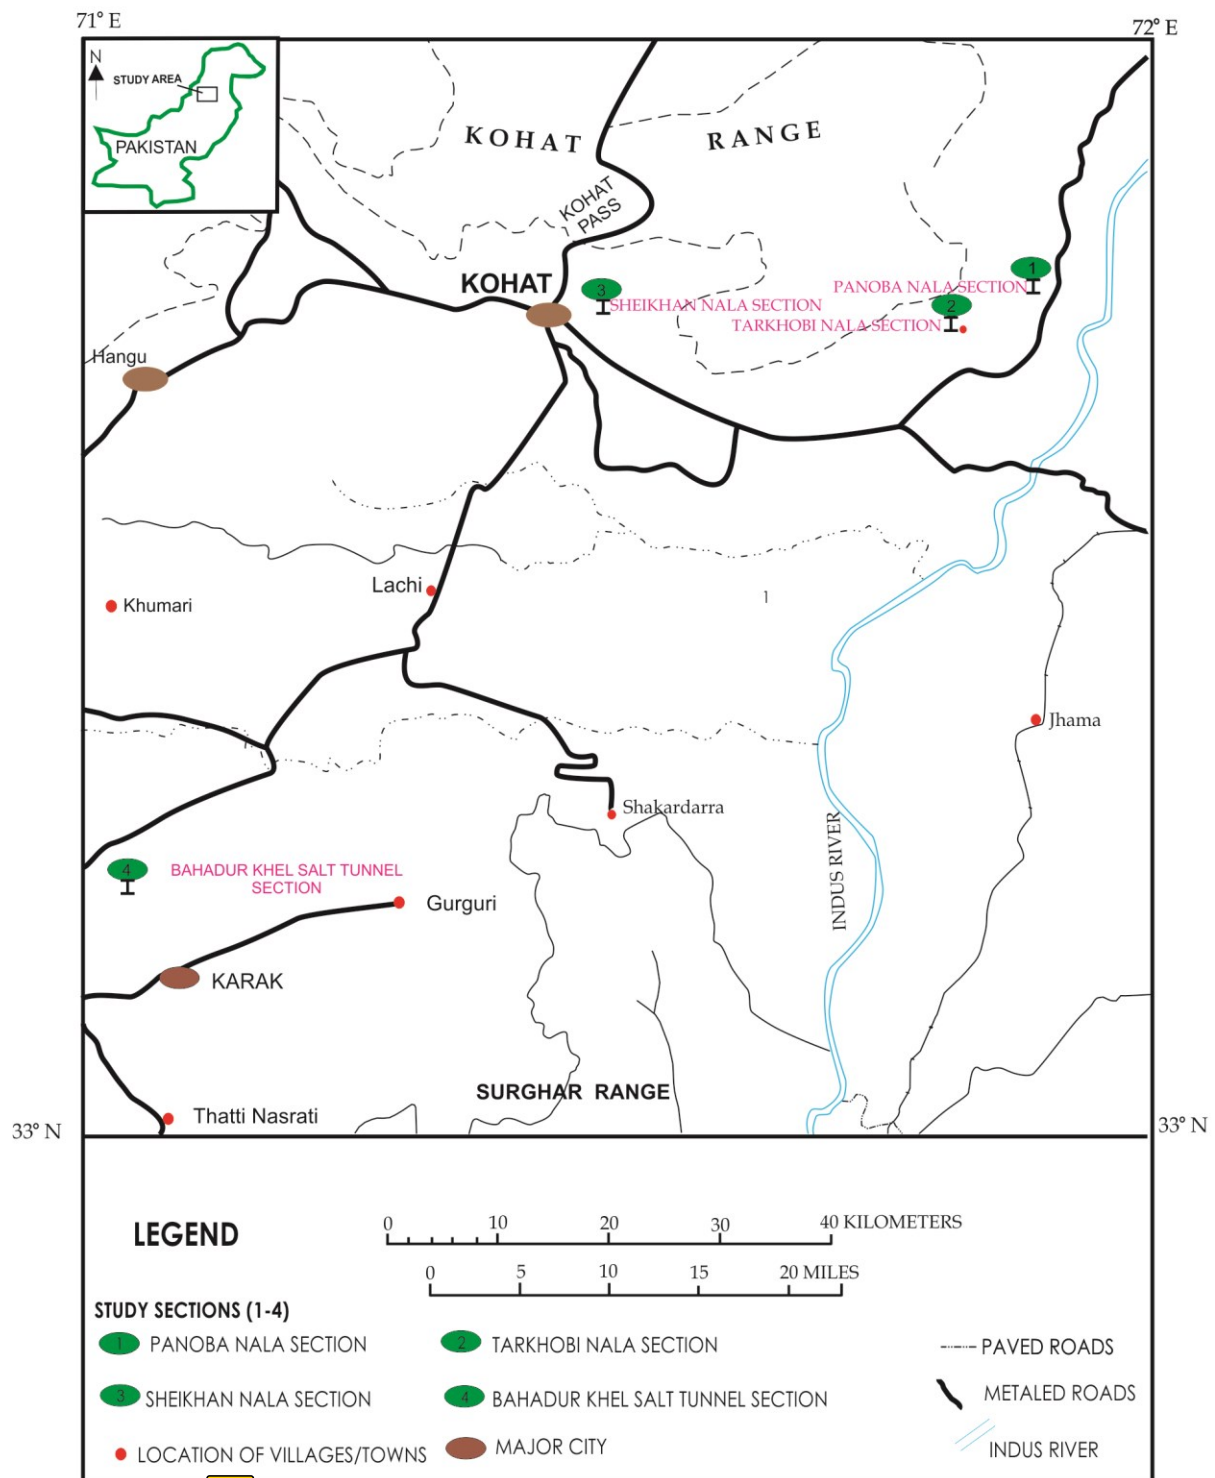 71° E
72° E
N
STUDY AREA
PAKISTAN
KOHAT RANGE
KOHAT
PASS
KOHAT
3
SHEIKHAN NALA SECTION
1
PANOBA NALA SECTION
2
TARKHOBI NALA SECTION
Hangu
Lachi
Khumari
1
Jhama
Shakardarra
INDUS RIVER
4
BAHADUR KHEL SALT TUNNEL
SECTION
Gurguri
KARAK
SURGHAR RANGE
Thatti Nasrati
33° N
33° N
LEGEND
0 10 20 30 40 KILOMETERS
0 5 10 15 20 MILES
STUDY SECTIONS (1-4)
1 PANOBA NALA SECTION
2 TARKHOBI NALA SECTION
PAVED ROADS
3 SHEIKHAN NALA SECTION
4 BAHADUR KHEL SALT TUNNEL SECTION
METALED ROADS
LOCATION OF VILLAGES/TOWNS
MAJOR CITY
INDUS RIVER